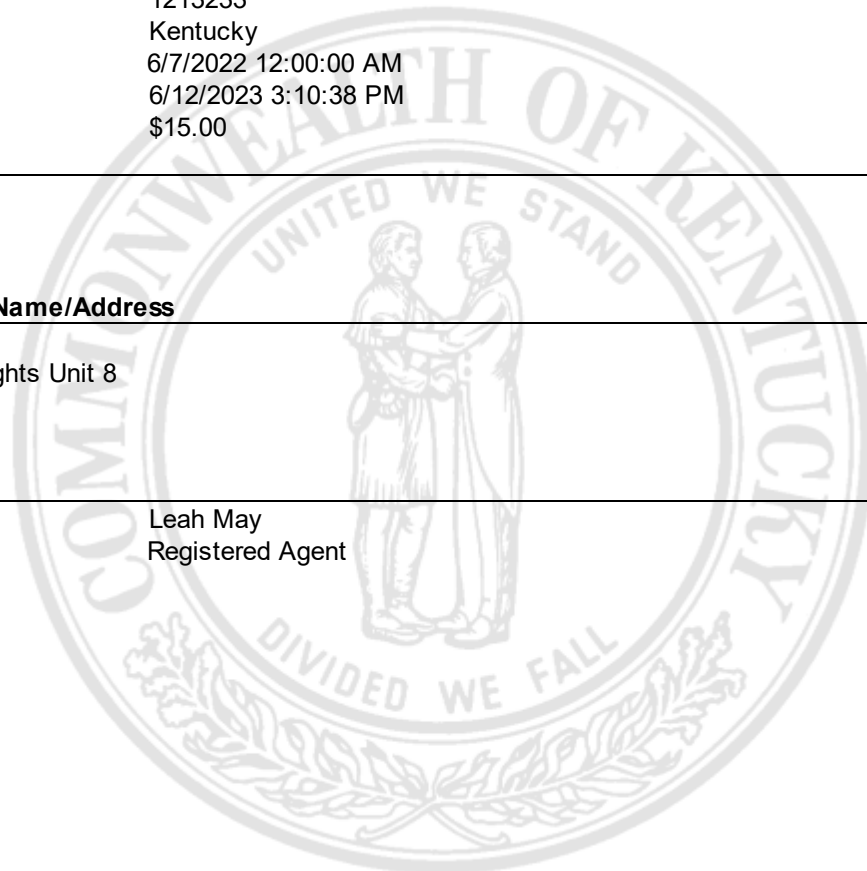 Kentucky
6/7/2022 12:00:00 AM
6/12/2023 3:10:38 PM
$15.00
Name/Address
ghts Unit 8
Leah May
Registered Agent
COMMONWEALTH OF KENTUCKY
UNITED WE STAND
DIVIDED WE FALL